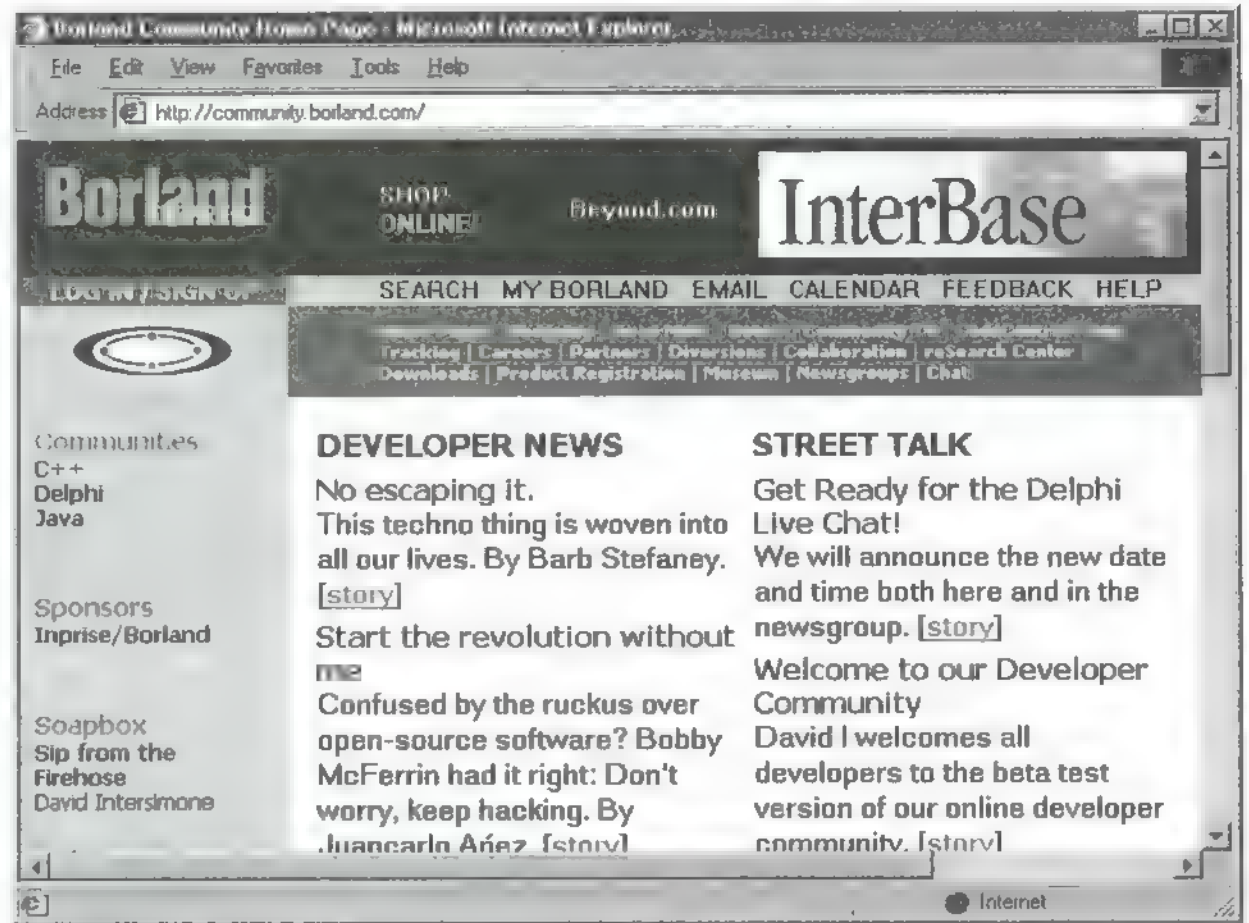 Borland Community Home Page - Microsoft Internet Explorer
File Edit View Favorites Tools Help
Address http://community.borland.com/
Borland
SHOP
ONLINE!
Beyond.com
InterBase
LOG IN / SIGN UP
SEARCH MY BORLAND EMAIL CALENDAR FEEDBACK HELP
Tracking | Careers | Partners | Diversions | Collaboration | reSearch Center
Downloads | Product Registration | Museum | Newsgroups | Chat
Communities
C++
Delphi
Java
Sponsors
Inprise/Borland
Soapbox
Sip from the
Firehose
David Intersimone
DEVELOPER NEWS
No escaping it.
This techno thing is woven into
all our lives. By Barb Stefaney.
[story]
Start the revolution without
me
Confused by the ruckus over
open-source software? Bobby
McFerrin had it right: Don't
worry, keep hacking. By
Juancarlo Añez [story]
STREET TALK
Get Ready for the Delphi
Live Chat!
We will announce the new date
and time both here and in the
newsgroup. [story]
Welcome to our Developer
Community
David I welcomes all
developers to the beta test
version of our online developer
community. [story]
Internet